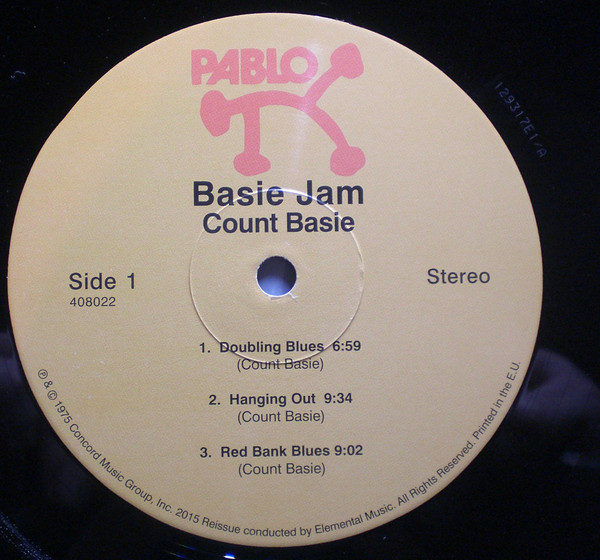 PABLO
129317E1/A
Basie Jam
Count Basie
Side 1
408022
Stereo
1. Doubling Blues 6:59
(Count Basie)
2. Hanging Out 9:34
(Count Basie)
3. Red Bank Blues 9:02
(Count Basie)
℗ & © 1975 Concord Music Group, Inc. 2015 Reissue conducted by Elemental Music. All Rights Reserved. Printed in the E.U.